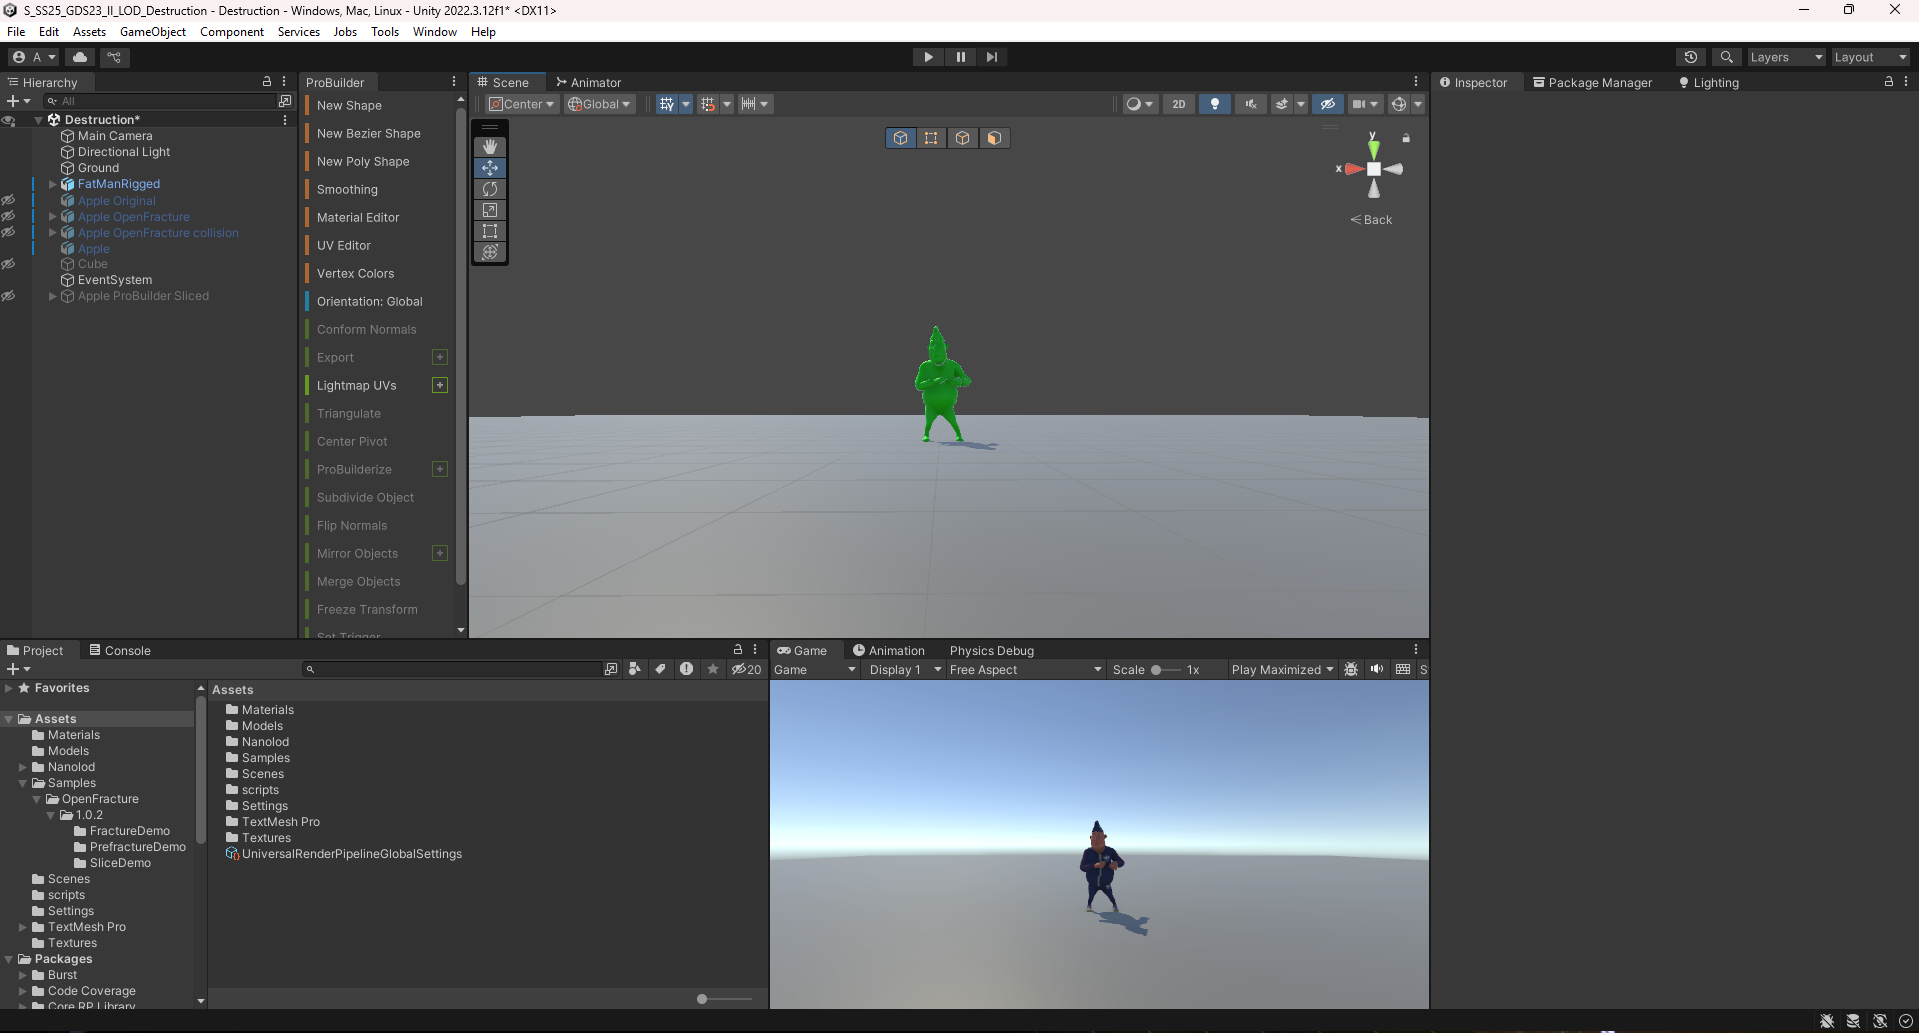 S_SS25_GDS23_II_LOD_Destruction - Destruction - Windows, Mac, Linux - Unity 2022.3.12f1* <DX11>
File Edit Assets GameObject Component Services Jobs Tools Window Help
A Layers Layout
Hierarchy
All
Destruction*
Main Camera
Directional Light
Ground
FatManRigged
Apple Original
Apple OpenFracture
Apple OpenFracture collision
Apple
Cube
EventSystem
Apple ProBuilder Sliced
ProBuilder
New Shape
New Bezier Shape
New Poly Shape
Smoothing
Material Editor
UV Editor
Vertex Colors
Orientation: Global
Conform Normals
Export
Lightmap UVs
Triangulate
Center Pivot
ProBuilderize
Subdivide Object
Flip Normals
Mirror Objects
Merge Objects
Freeze Transform
Set Trigger
Scene Animator
Center Global 2D
y
x
< Back
Inspector Package Manager Lighting
Project Console
20
Favorites
Assets
Materials
Models
Nanolod
Samples
OpenFracture
1.0.2
FractureDemo
PrefractureDemo
SliceDemo
Scenes
scripts
Settings
TextMesh Pro
Textures
Packages
Burst
Code Coverage
Core RP Library
Assets
Materials
Models
Nanolod
Samples
Scenes
scripts
Settings
TextMesh Pro
Textures
UniversalRenderPipelineGlobalSettings
Game Animation Physics Debug
Game Display 1 Free Aspect Scale 1x Play Maximized S